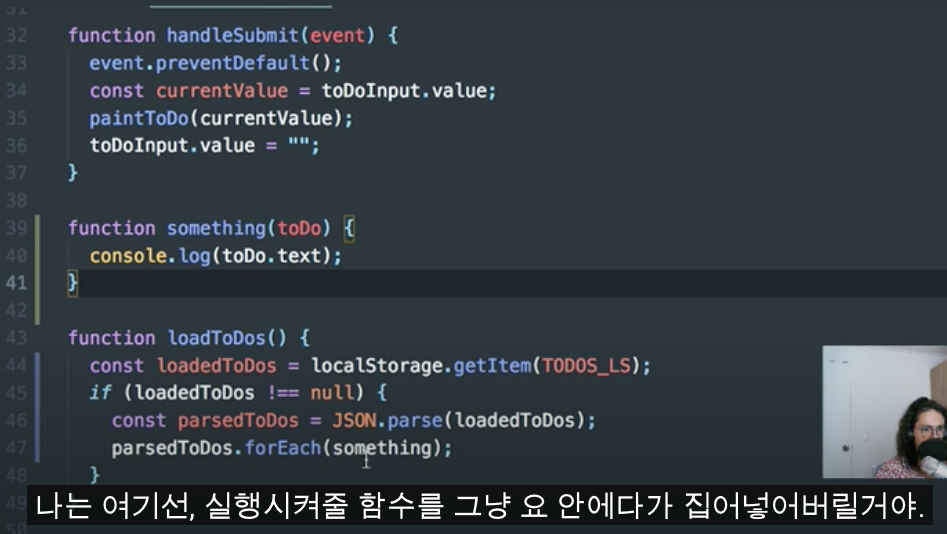 31
32 function handleSubmit(event) {
33 event.preventDefault();
34 const currentValue = toDoInput.value;
35 paintToDo(currentValue);
36 toDoInput.value = "";
37 }
38
39 function something(toDo) {
40 console.log(toDo.text);
41 }
42
43 function loadToDos() {
44 const loadedToDos = localStorage.getItem(TODOS_LS);
45 if (loadedToDos !== null) {
46 const parsedToDos = JSON.parse(loadedToDos);
47 parsedToDos.forEach(something);
48 }
49
나는 여기선, 실행시켜줄 함수를 그냥 요 안에다가 집어넣어버릴거야.
50